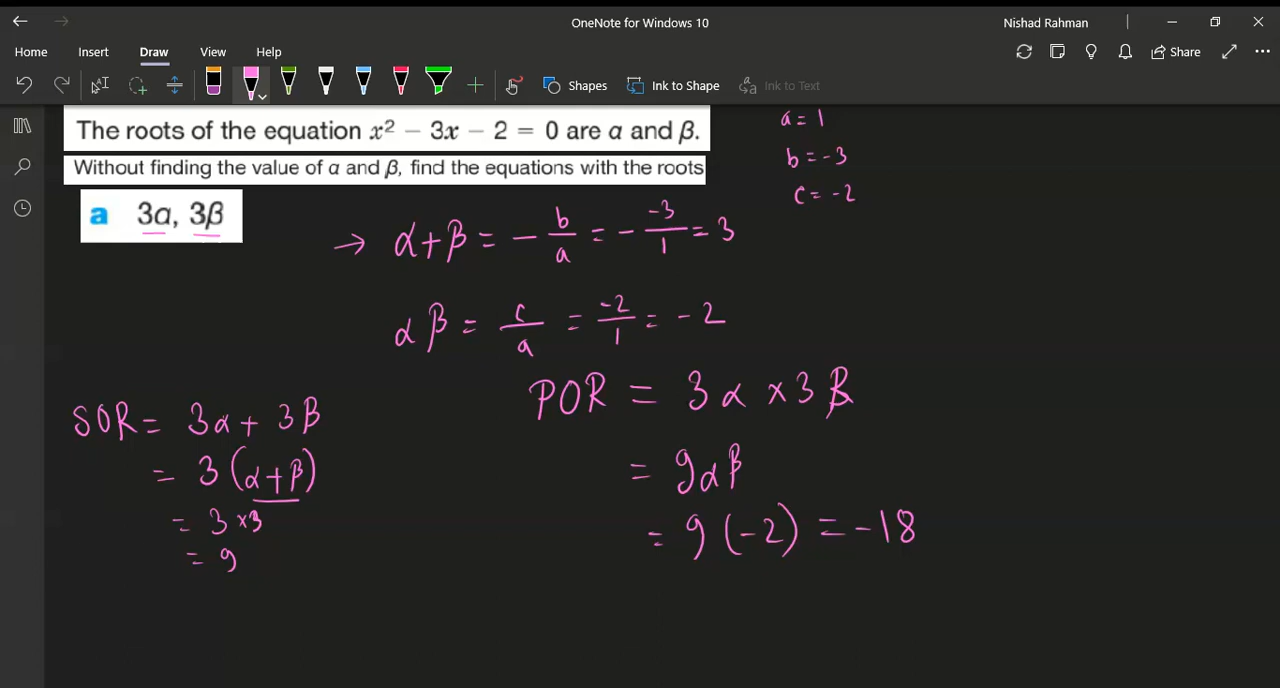 OneNote for Windows 10
Nishad Rahman
Home Insert Draw View Help
Share
Shapes Ink to Shape Ink to Text
The roots of the equation x² − 3x − 2 = 0 are α and β.
Without finding the value of α and β, find the equations with the roots
a 3α, 3β
a = 1
b = -3
c = -2
→ α+β = - b/a = - -3/1 = 3
αβ = c/a = -2/1 = -2
SOR = 3α + 3β
= 3(α+β)
= 3×3
= 9
POR = 3α × 3β
= 9αβ
= 9(-2) = -18